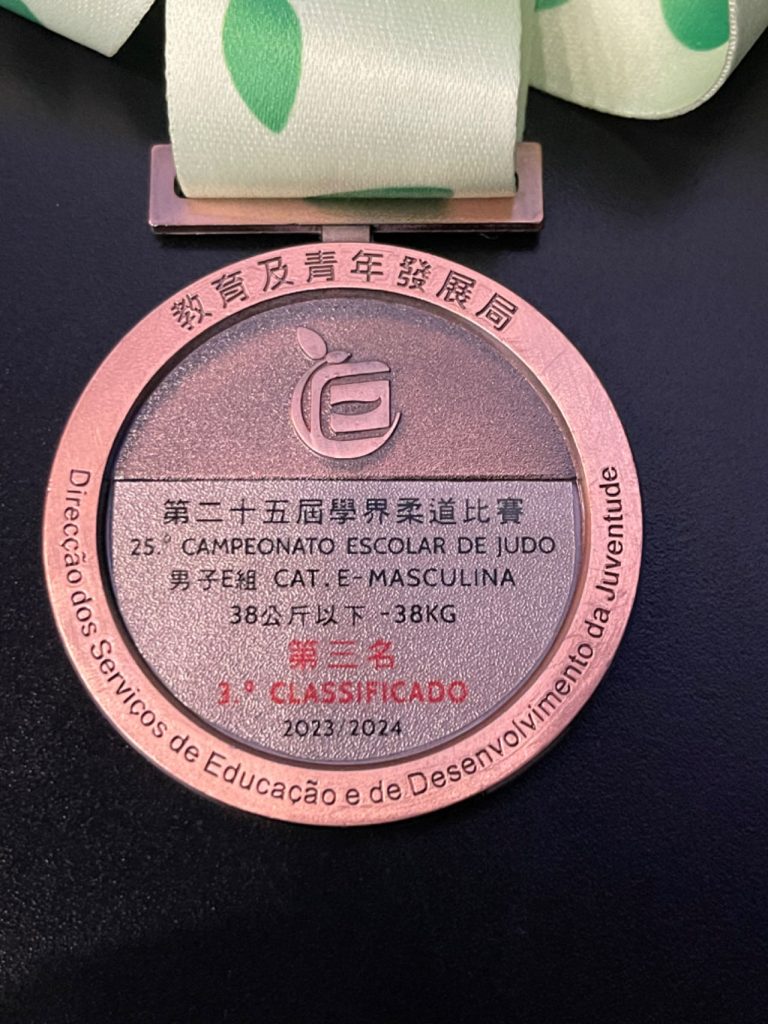 教育及青年發展局
第二十五屆學界柔道比賽
25.º CAMPEONATO ESCOLAR DE JUDO
男子E組 CAT. E-MASCULINA
38公斤以下 -38KG
第三名
3.º CLASSIFICADO
2023/2024
Direcção dos Serviços de Educação e de Desenvolvimento da Juventude